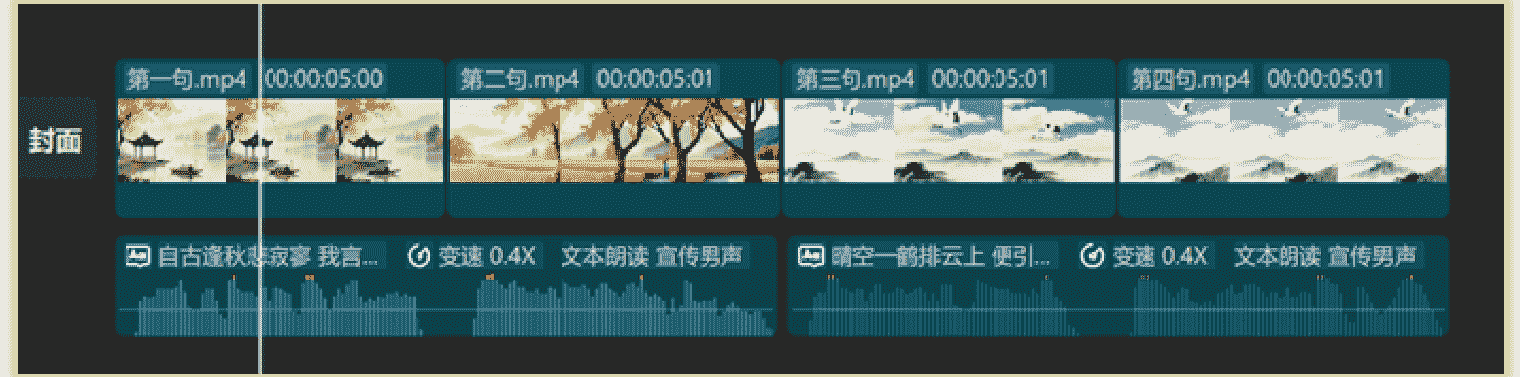 第一句.mp4 00:00:05:00 第二句.mp4 00:00:05:01 第三句.mp4 00:00:05:01 第四句.mp4 00:00:05:01
封面
自古逢秋悲寂寥 我言... 变速 0.4X 文本朗读 宣传男声 晴空一鹤排云上 便引... 变速 0.4X 文本朗读 宣传男声